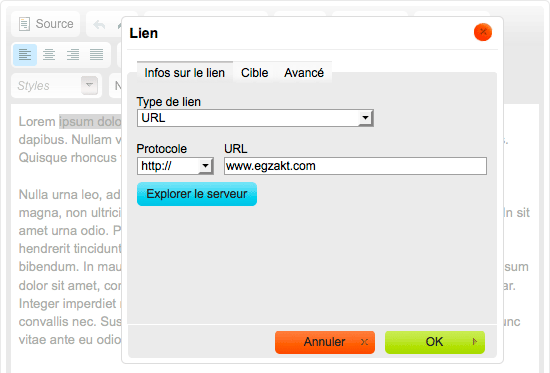 Source
Lien
Infos sur le lien Cible Avancé
Styles
Type de lien
URL
Lorem ipsum dolo
dapibus. Nullam v
Quisque rhoncus
Protocole URL
http:// www.egzakt.com
Explorer le serveur
Nulla urna leo, ad
magna, non ultrici In sit
amet urna odio. P
hendrerit tincidunt
bibendum. In mau sum
dolor sit amet, con ar.
Integer imperdiet
convallis nec. Sus unc
vitae ante eu odio
Annuler OK